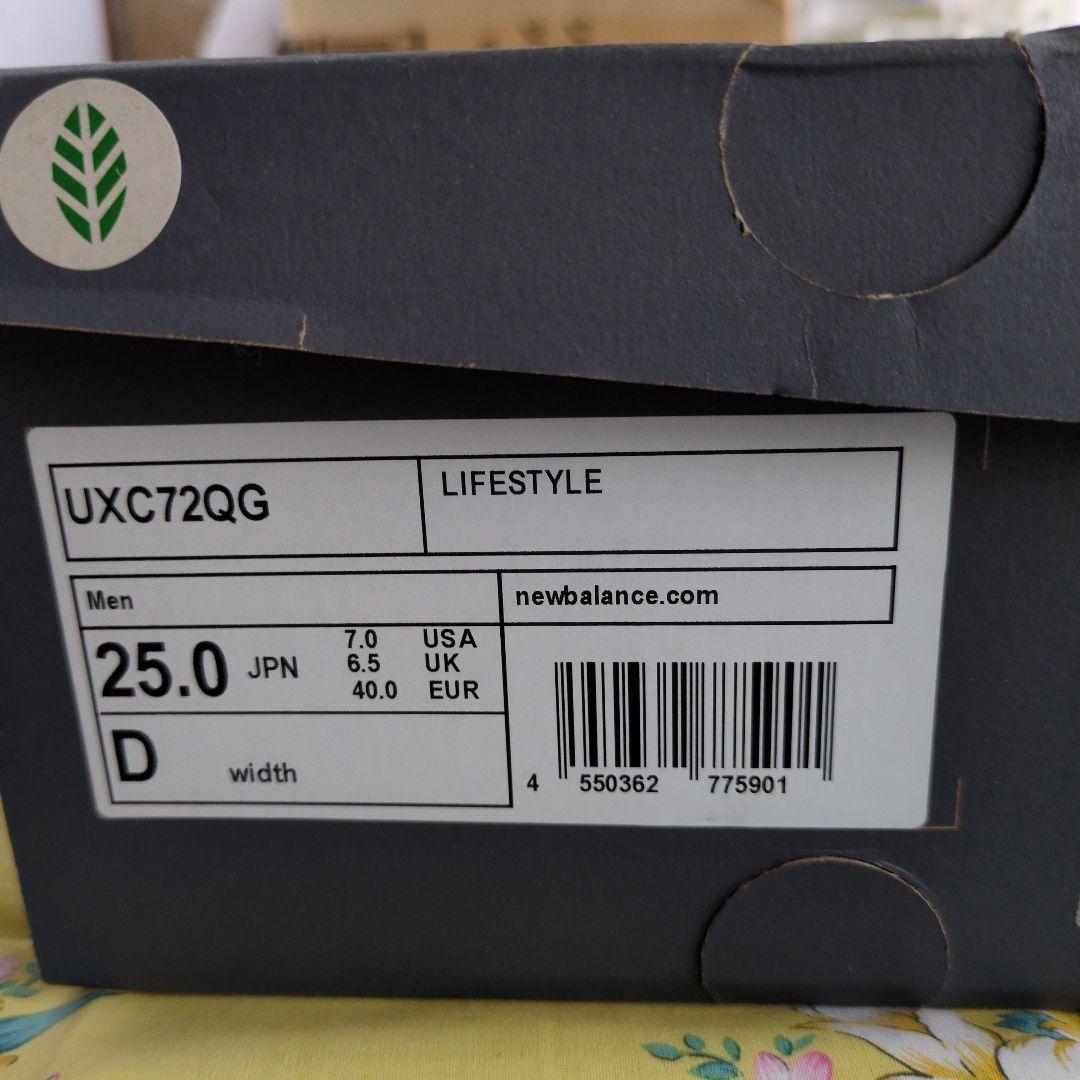 UXC72QG
LIFESTYLE
Men
newbalance.com
25.0 JPN
7.0 USA
6.5 UK
40.0 EUR
D width
4 550362 775901